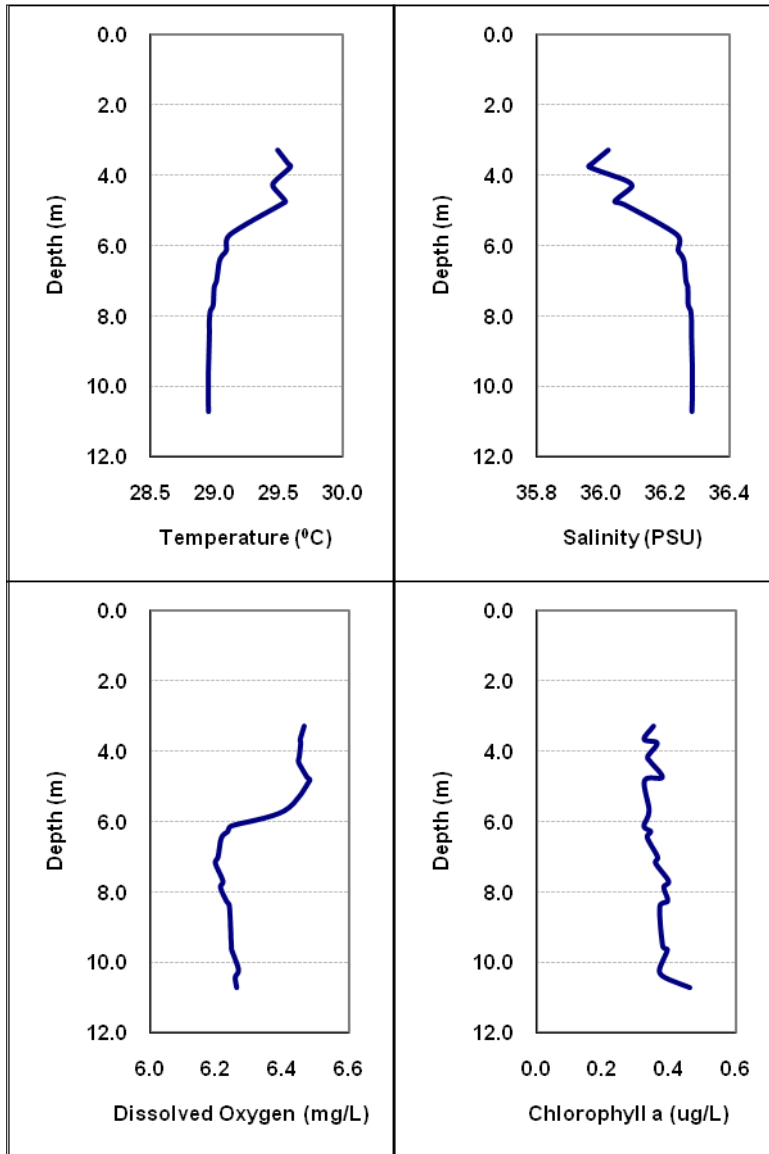 0.0
2.0
4.0
6.0
8.0
10.0
12.0
Depth (m)
28.5 29.0 29.5 30.0
Temperature (⁰C)
0.0
2.0
4.0
6.0
8.0
10.0
12.0
Depth (m)
35.8 36.0 36.2 36.4
Salinity (PSU)
0.0
2.0
4.0
6.0
8.0
10.0
12.0
Depth (m)
6.0 6.2 6.4 6.6
Dissolved Oxygen (mg/L)
0.0
2.0
4.0
6.0
8.0
10.0
12.0
Depth (m)
0.0 0.2 0.4 0.6
Chlorophyll a (ug/L)